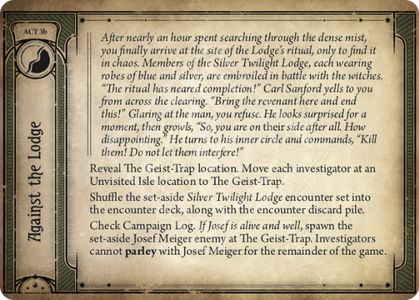 ACT 3b
Against the Lodge
After nearly an hour spent searching through the dense mist,
you finally arrive at the site of the Lodge's ritual, only to find it
in chaos. Members of the Silver Twilight Lodge, each wearing
robes of blue and silver, are embroiled in battle with the witches.
“The ritual has neared completion!” Carl Sanford yells to you
from across the clearing. “Bring the revenant here and end
this!” Glaring at the man, you refuse. He looks surprised for a
moment, then growls, “So, you are on their side after all. How
disappointing.” He turns to his inner circle and commands, “Kill
them! Do not let them interfere!”
Reveal The Geist-Trap location. Move each investigator at an
Unvisited Isle location to The Geist-Trap.
Shuffle the set-aside Silver Twilight Lodge encounter set into
the encounter deck, along with the encounter discard pile.
Check Campaign Log. If Josef is alive and well, spawn the
set-aside Josef Meiger enemy at The Geist-Trap. Investigators
cannot parley with Josef Meiger for the remainder of the game.